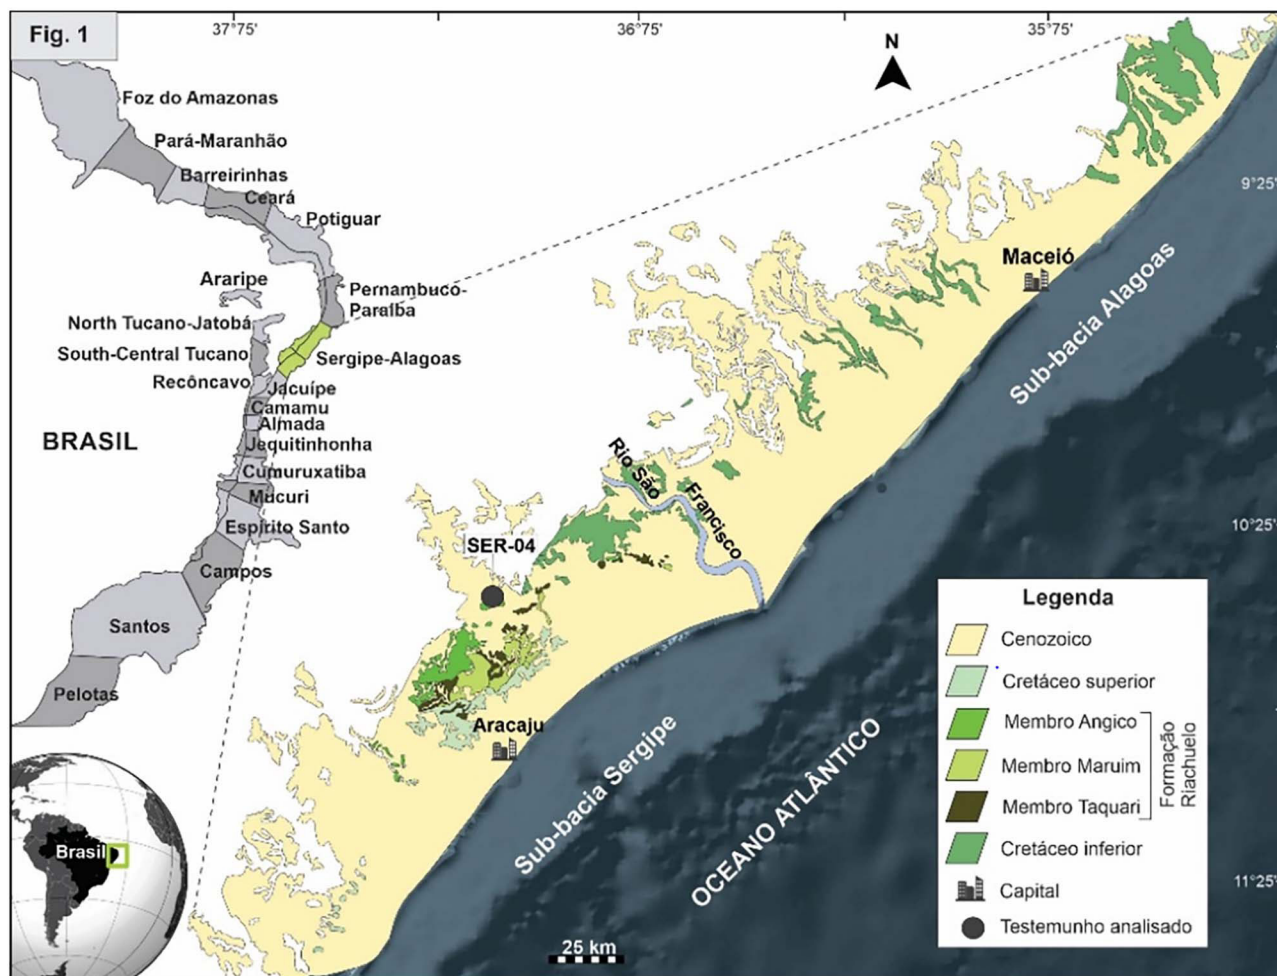 Fig. 1
37°75'
36°75'
35°75'
N
Foz do Amazonas
Pará-Maranhão
Barreirinhas
Ceará
Potiguar
Araripe
Pernambuco-
Paraíba
North Tucano-Jatobá
South-Central Tucano
Sergipe-Alagoas
Recôncavo
Jacuípe
Camamu
Almada
BRASIL
Jequitinhonha
Cumuruxatiba
Mucuri
Espírito Santo
Campos
Santos
Pelotas
Brasil
9°25'
Maceió
Sub-bacia Alagoas
Rio São
Francisco
10°25'
SER-04
Aracaju
Sub-bacia Sergipe
OCEANO ATLÂNTICO
11°25'
25 km
Legenda
Cenozoico
Cretáceo superior
Membro Angico
Membro Maruim
Membro Taquari
Formação
Riachuelo
Cretáceo inferior
Capital
Testemunho analisado